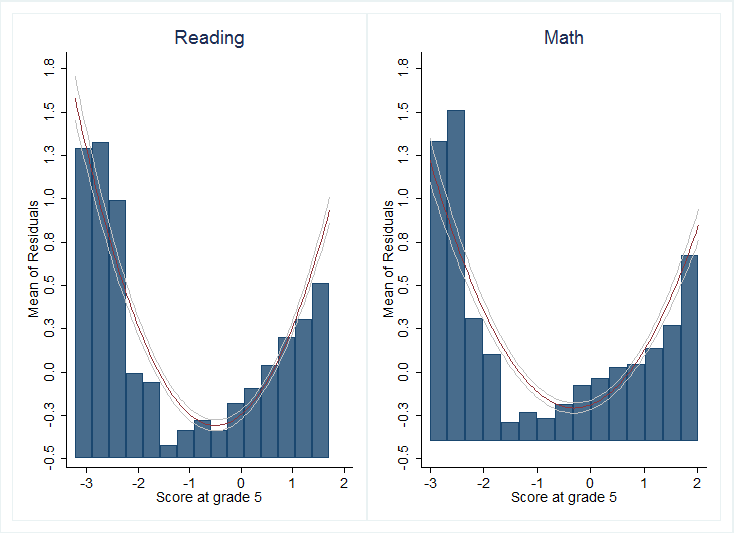 Reading
Mean of Residuals
1.8
1.5
1.3
1.0
0.8
0.5
0.3
0.0
-0.3
-0.5
-3 -2 -1 0 1 2
Score at grade 5
Math
Mean of Residuals
1.8
1.5
1.3
1.0
0.8
0.5
0.3
0.0
-0.3
-0.5
-3 -2 -1 0 1 2
Score at grade 5